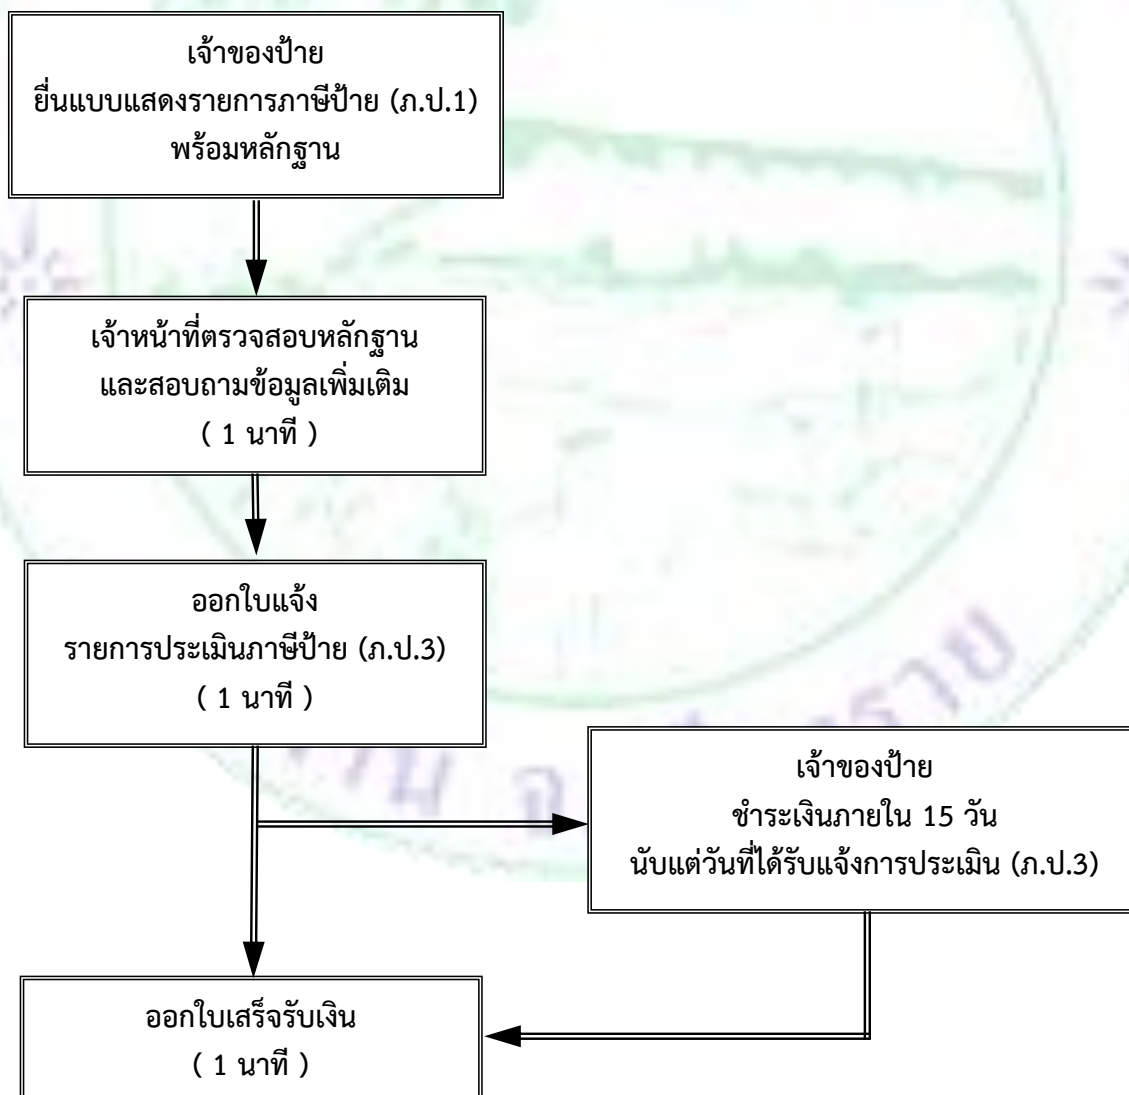 เจ้าของป้าย
ยื่นแบบแสดงรายการภาษีป้าย (ภ.ป.1)
พร้อมหลักฐาน
เจ้าหน้าที่ตรวจสอบหลักฐาน
และสอบถามข้อมูลเพิ่มเติม
( 1 นาที )
ออกใบแจ้ง
รายการประเมินภาษีป้าย (ภ.ป.3)
( 1 นาที )
เจ้าของป้าย
ชำระเงินภายใน 15 วัน
นับแต่วันที่ได้รับแจ้งการประเมิน (ภ.ป.3)
ออกใบเสร็จรับเงิน
( 1 นาที )